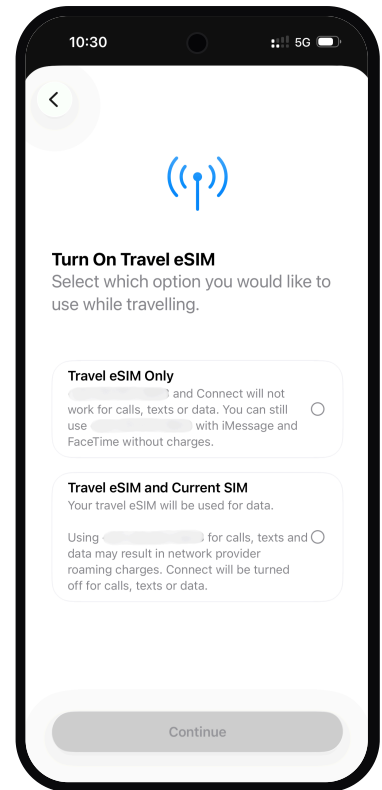 10:30
5G
Turn On Travel eSIM
Select which option you would like to
use while travelling.
Travel eSIM Only
and Connect will not
work for calls, texts or data. You can still
use with iMessage and
FaceTime without charges.
Travel eSIM and Current SIM
Your travel eSIM will be used for data.
Using for calls, texts and
data may result in network provider
roaming charges. Connect will be turned
off for calls, texts or data.
Continue